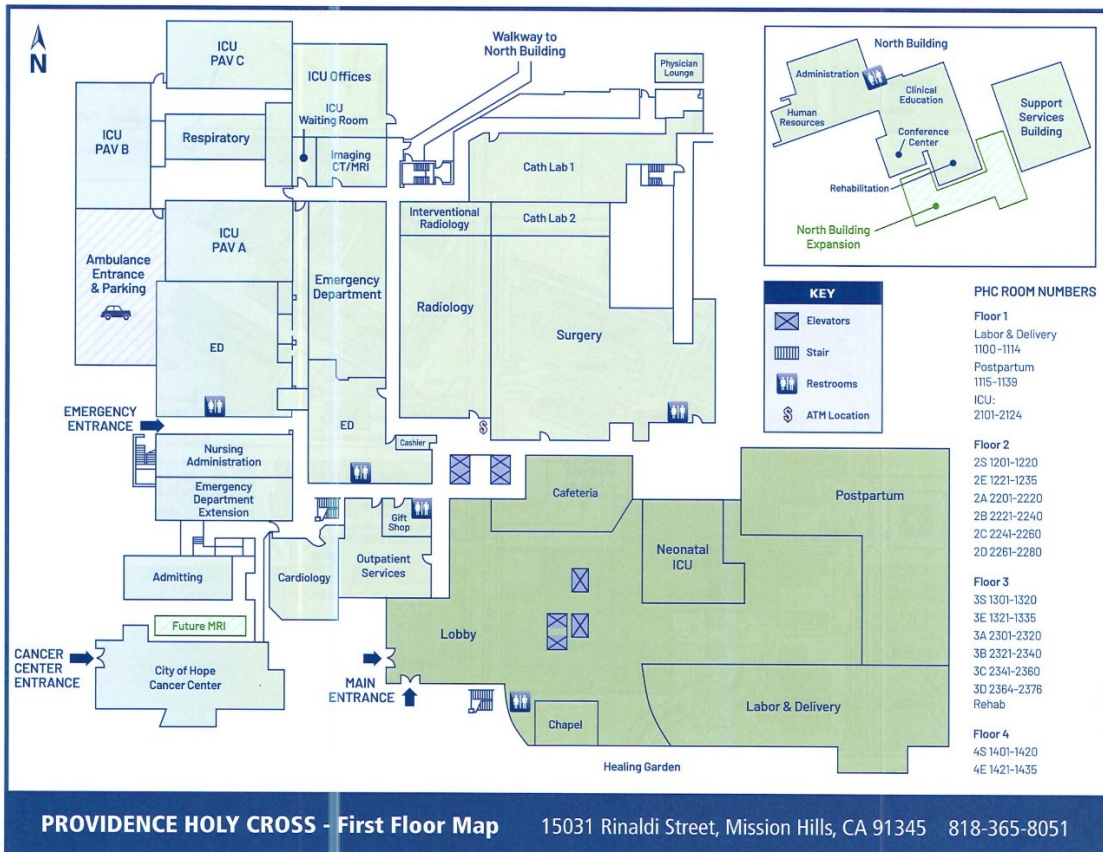 N
ICU
PAV C
ICU Offices
ICU
Waiting Room
Walkway to
North Building
Physician
Lounge
ICU
PAV B
Respiratory
Imaging
CT/MRI
Cath Lab 1
Interventional
Radiology
Cath Lab 2
ICU
PAV A
Ambulance
Entrance
& Parking
Emergency
Department
Radiology
Surgery
ED
EMERGENCY
ENTRANCE
ED
Cashier
Nursing
Administration
Emergency
Department
Extension
Cafeteria
Postpartum
Gift
Shop
Outpatient
Services
Neonatal
ICU
Admitting
Cardiology
Future MRI
Lobby
CANCER
CENTER
ENTRANCE
City of Hope
Cancer Center
MAIN
ENTRANCE
Chapel
Labor & Delivery
Healing Garden
North Building
Administration
Clinical
Education
Human
Resources
Conference
Center
Support
Services
Building
Rehabilitation
North Building
Expansion
KEY
Elevators
Stair
Restrooms
$ ATM Location
PHC ROOM NUMBERS
Floor 1
Labor & Delivery
1100-1114
Postpartum
1115-1139
ICU:
2101-2124
Floor 2
2S 1201-1220
2E 1221-1235
2A 2201-2220
2B 2221-2240
2C 2241-2260
2D 2261-2280
Floor 3
3S 1301-1320
3E 1321-1335
3A 2301-2320
3B 2321-2340
3C 2341-2360
3D 2364-2376
Rehab
Floor 4
4S 1401-1420
4E 1421-1435
PROVIDENCE HOLY CROSS - First Floor Map 15031 Rinaldi Street, Mission Hills, CA 91345 818-365-8051